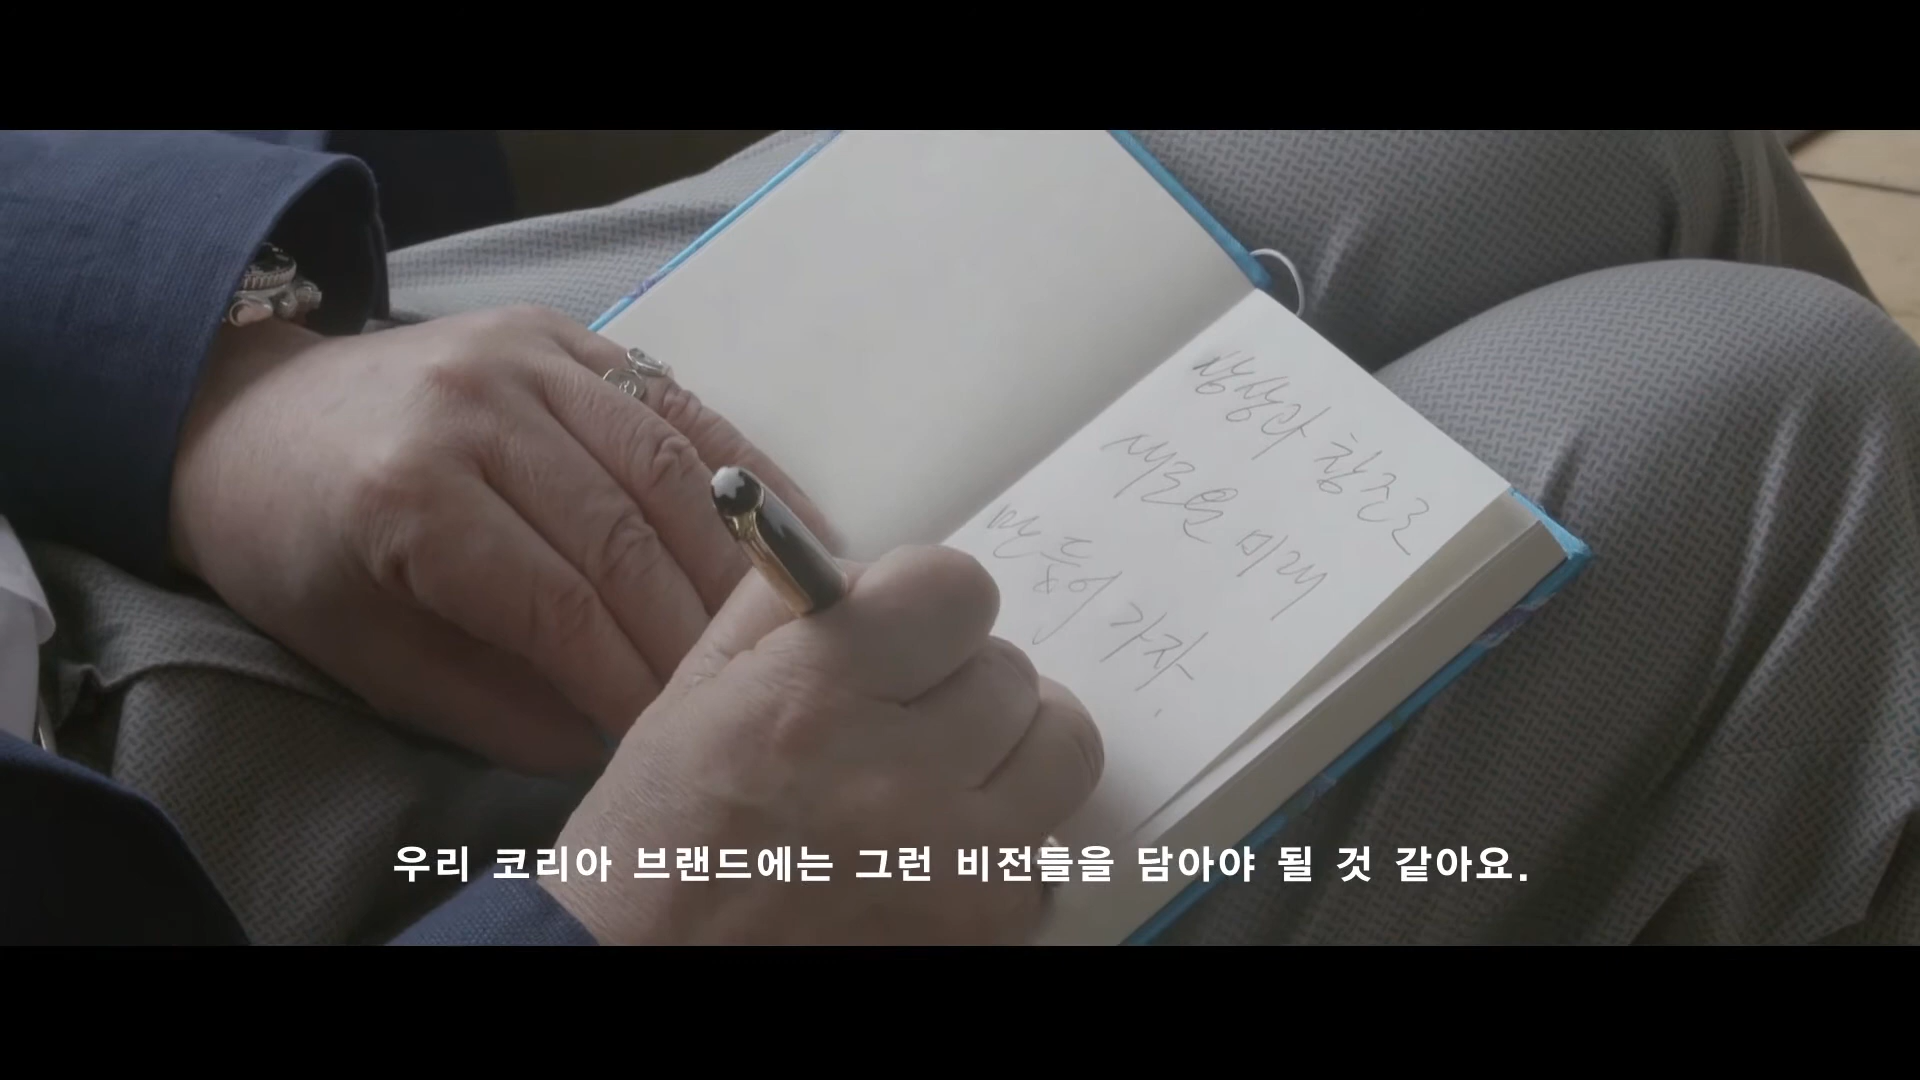 상상과 창조로
새로운 미래
만들어 가자.
우리 코리아 브랜드에는 그런 비전들을 담아야 될 것 같아요.